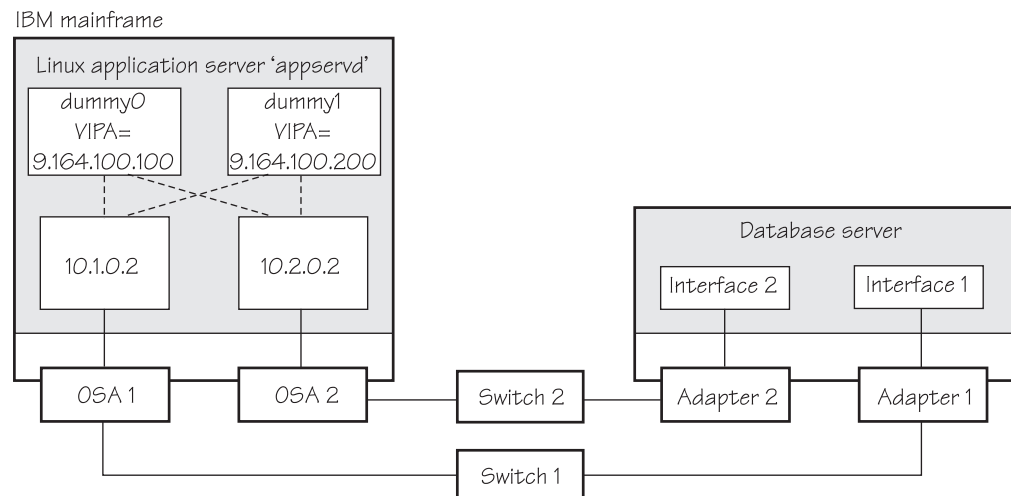 IBM mainframe
Linux application server ‘appservd’
dummy0
VIPA=
9.164.100.100
dummy1
VIPA=
9.164.100.200
10.1.0.2
10.2.0.2
Database server
Interface 2
Interface 1
OSA 1
OSA 2
Switch 2
Adapter 2
Adapter 1
Switch 1